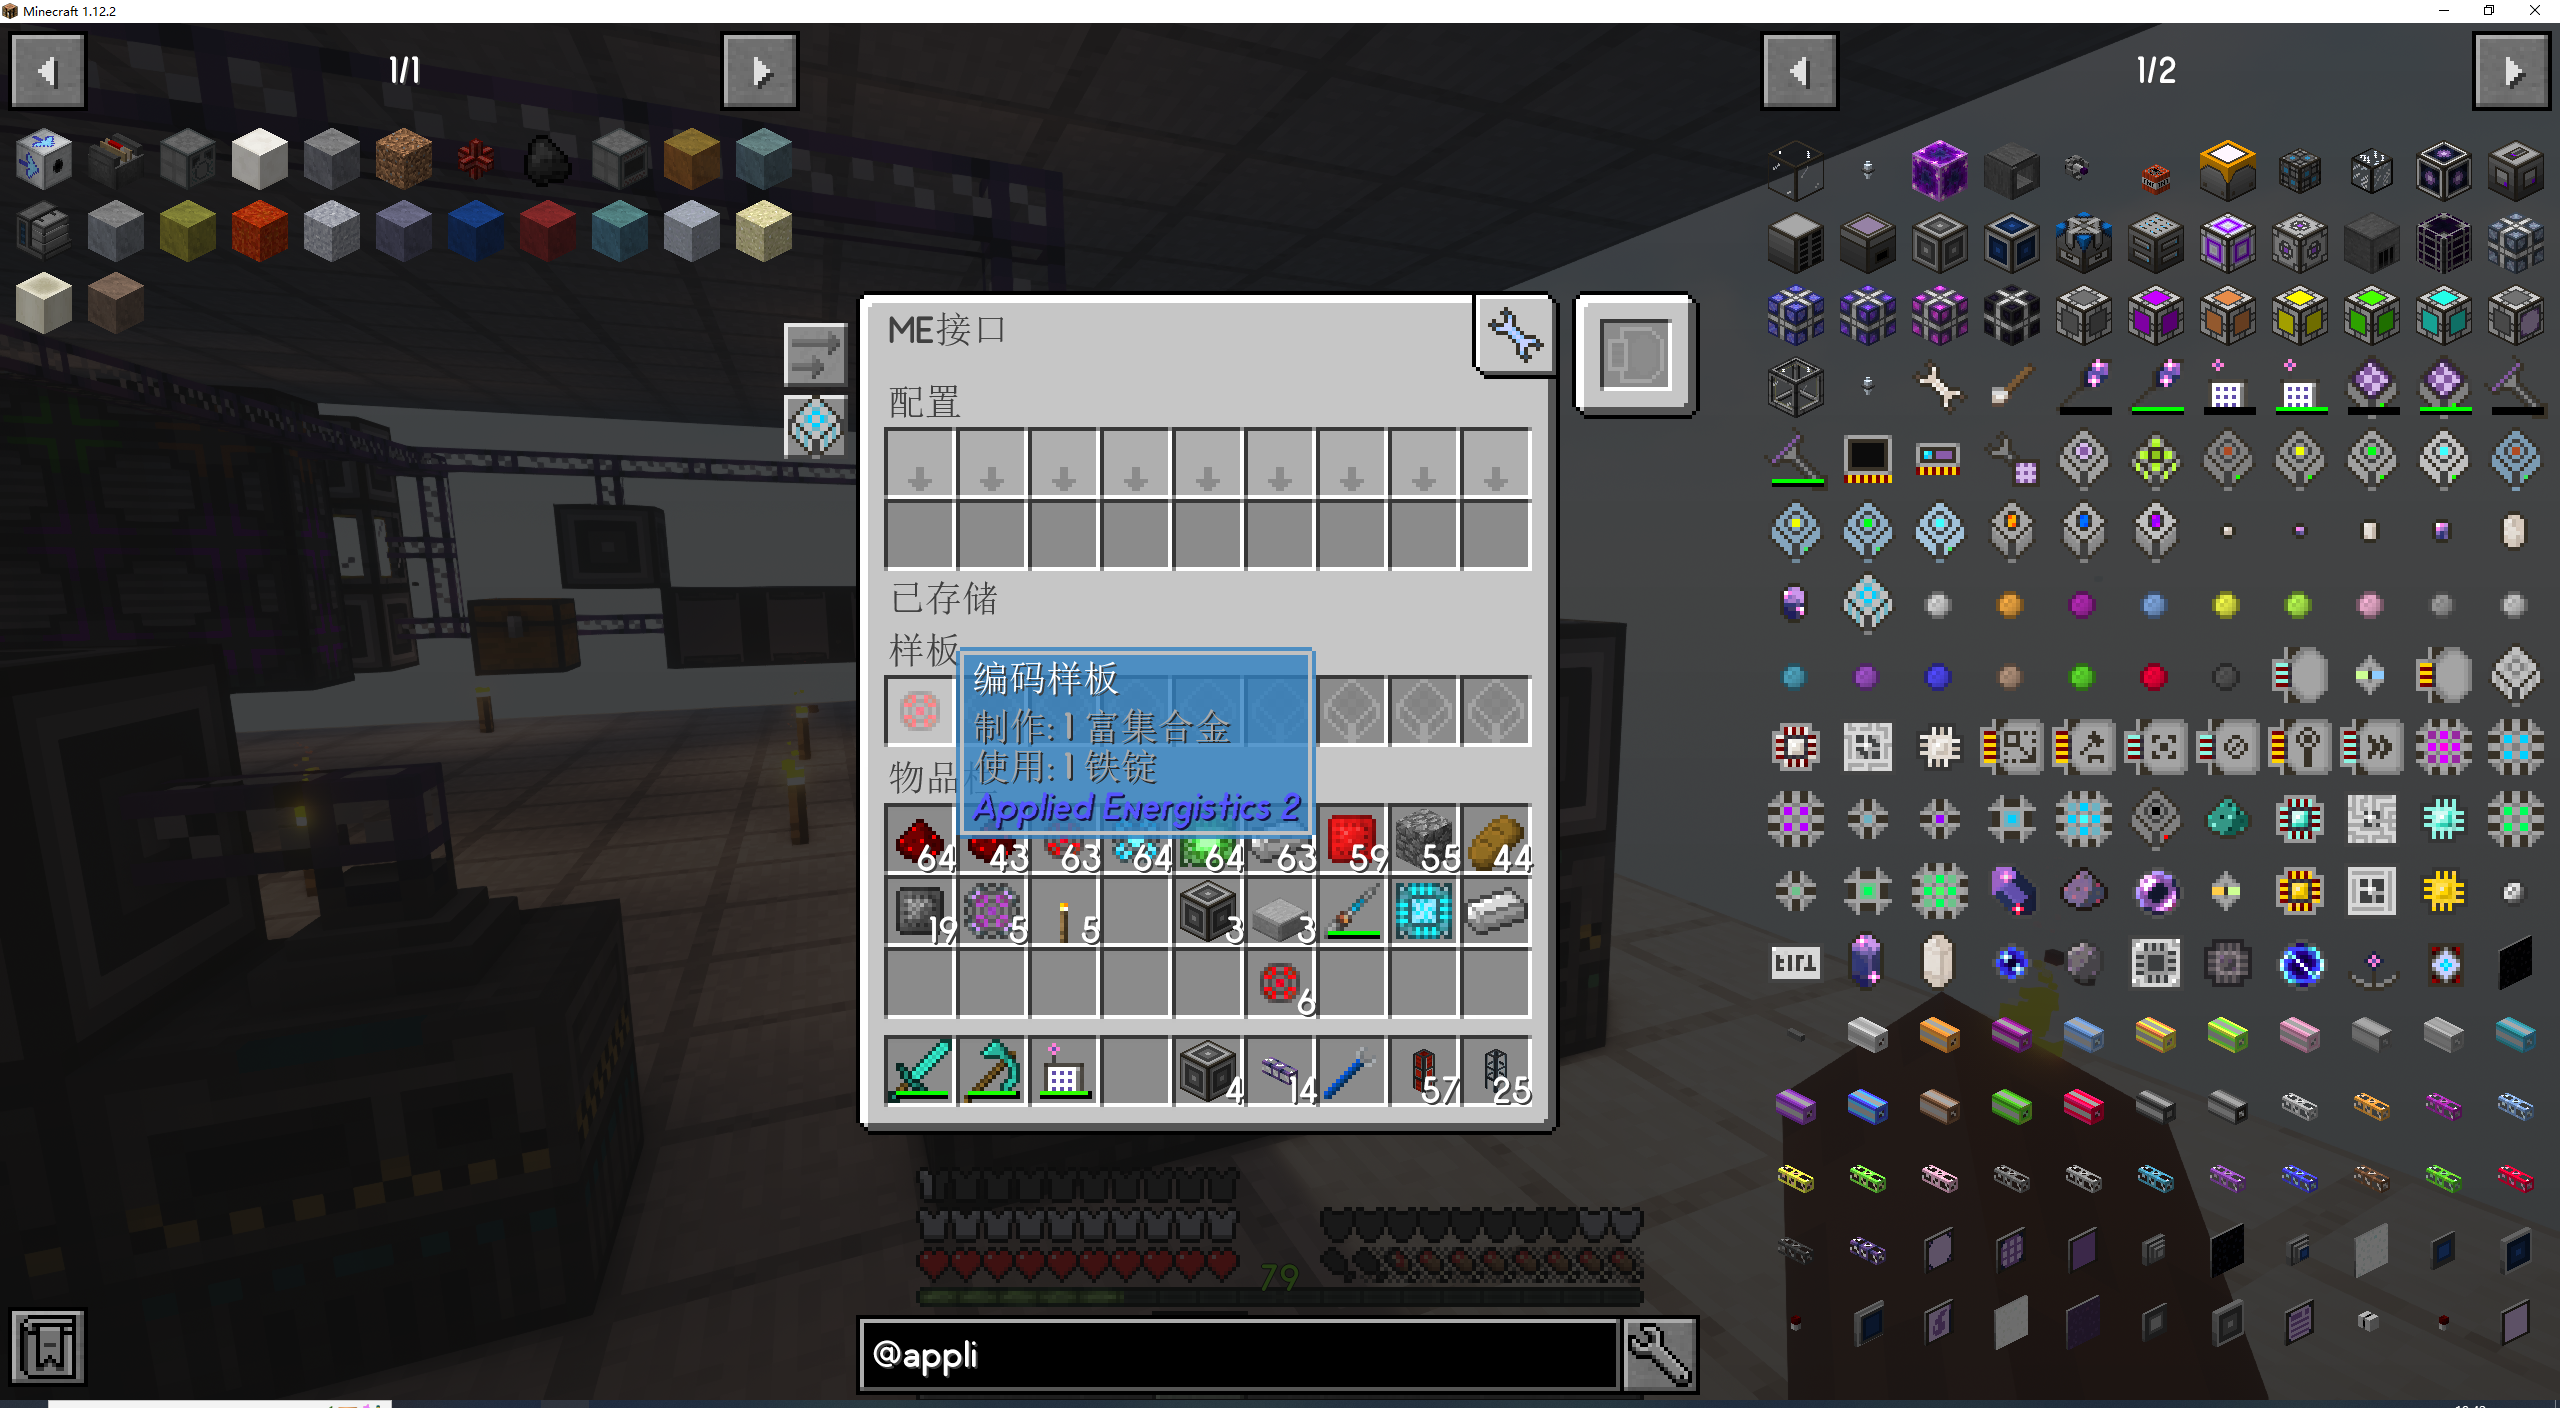 Minecraft 1.12.2
1/1
1/2
ME接口
配置
已存储
样板
编码样板
制作: 1 富集合金
使用: 1 铁锭
Applied Energistics 2
物品
64 43 63 64 64 63 59 55 44
19 5 5 3 3
6
4 14 57 25
79
@appli